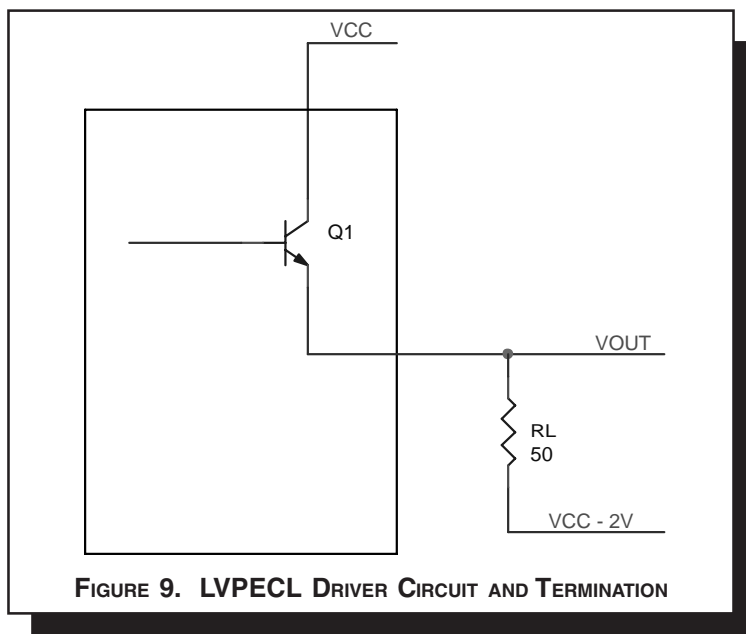 VCC
Q1
VOUT
RL
50
VCC - 2V
FIGURE 9. LVPECL DRIVER CIRCUIT AND TERMINATION